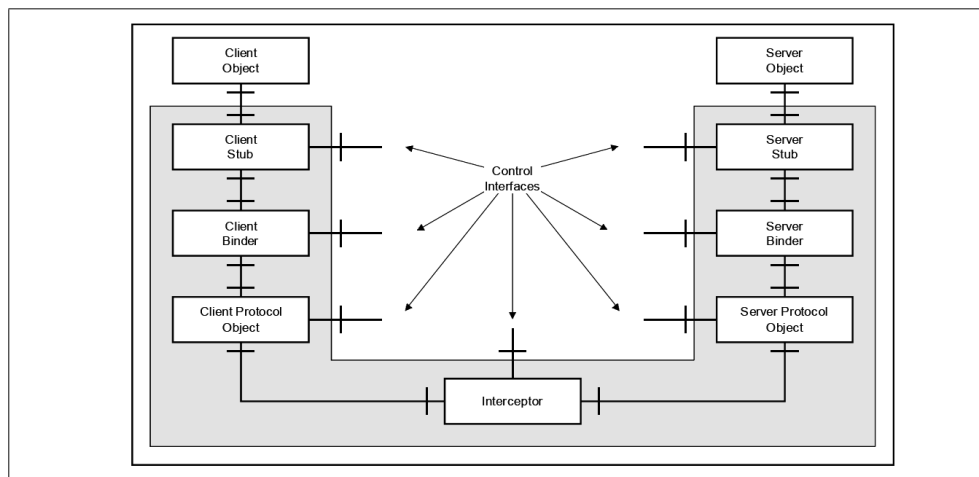 Client
Object
Server
Object
Client
Stub
Server
Stub
Control
Interfaces
Client
Binder
Server
Binder
Client Protocol
Object
Server Protocol
Object
Interceptor